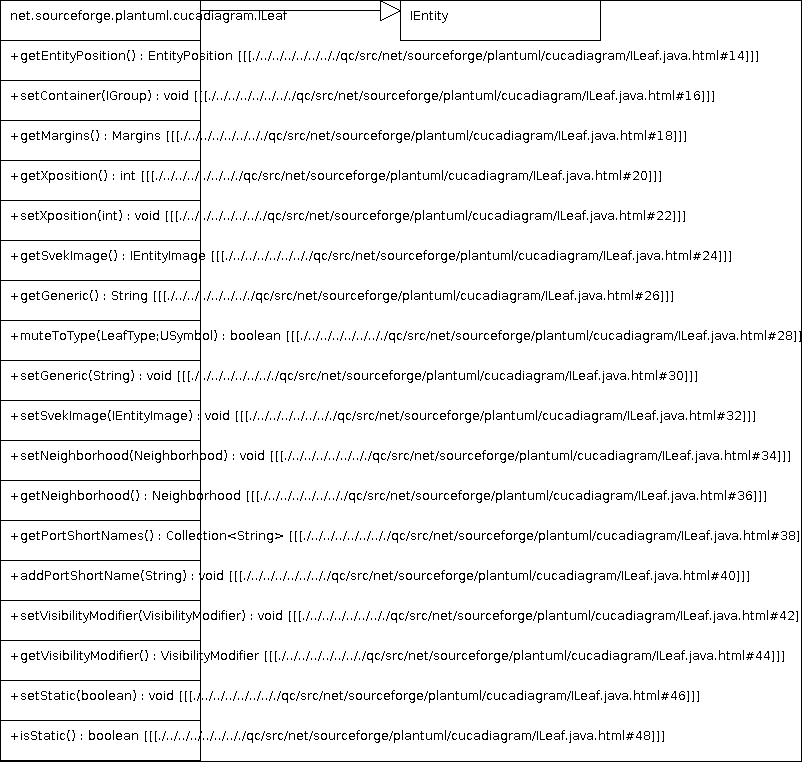 net.sourceforge.plantuml.cucadiagram.ILeaf
IEntity
+getEntityPosition() : EntityPosition [[[./../../../../../../qc/src/net/sourceforge/plantuml/cucadiagram/ILeaf.java.html#14]]]
+setContainer(IGroup) : void [[[./../../../../../../qc/src/net/sourceforge/plantuml/cucadiagram/ILeaf.java.html#16]]]
+getMargins() : Margins [[[./../../../../../../qc/src/net/sourceforge/plantuml/cucadiagram/ILeaf.java.html#18]]]
+getXposition() : int [[[./../../../../../../qc/src/net/sourceforge/plantuml/cucadiagram/ILeaf.java.html#20]]]
+setXposition(int) : void [[[./../../../../../../qc/src/net/sourceforge/plantuml/cucadiagram/ILeaf.java.html#22]]]
+getSvekImage() : IEntityImage [[[./../../../../../../qc/src/net/sourceforge/plantuml/cucadiagram/ILeaf.java.html#24]]]
+getGeneric() : String [[[./../../../../../../qc/src/net/sourceforge/plantuml/cucadiagram/ILeaf.java.html#26]]]
+muteToType(LeafType;USymbol) : boolean [[[./../../../../../../qc/src/net/sourceforge/plantuml/cucadiagram/ILeaf.java.html#28]]
+setGeneric(String) : void [[[./../../../../../../qc/src/net/sourceforge/plantuml/cucadiagram/ILeaf.java.html#30]]]
+setSvekImage(IEntityImage) : void [[[./../../../../../../qc/src/net/sourceforge/plantuml/cucadiagram/ILeaf.java.html#32]]]
+setNeighborhood(Neighborhood) : void [[[./../../../../../../qc/src/net/sourceforge/plantuml/cucadiagram/ILeaf.java.html#34]]]
+getNeighborhood() : Neighborhood [[[./../../../../../../qc/src/net/sourceforge/plantuml/cucadiagram/ILeaf.java.html#36]]]
+getPortShortNames() : Collection<String> [[[./../../../../../../qc/src/net/sourceforge/plantuml/cucadiagram/ILeaf.java.html#38]
+addPortShortName(String) : void [[[./../../../../../../qc/src/net/sourceforge/plantuml/cucadiagram/ILeaf.java.html#40]]]
+setVisibilityModifier(VisibilityModifier) : void [[[./../../../../../../qc/src/net/sourceforge/plantuml/cucadiagram/ILeaf.java.html#42]
+getVisibilityModifier() : VisibilityModifier [[[./../../../../../../qc/src/net/sourceforge/plantuml/cucadiagram/ILeaf.java.html#44]]]
+setStatic(boolean) : void [[[./../../../../../../qc/src/net/sourceforge/plantuml/cucadiagram/ILeaf.java.html#46]]]
+isStatic() : boolean [[[./../../../../../../qc/src/net/sourceforge/plantuml/cucadiagram/ILeaf.java.html#48]]]